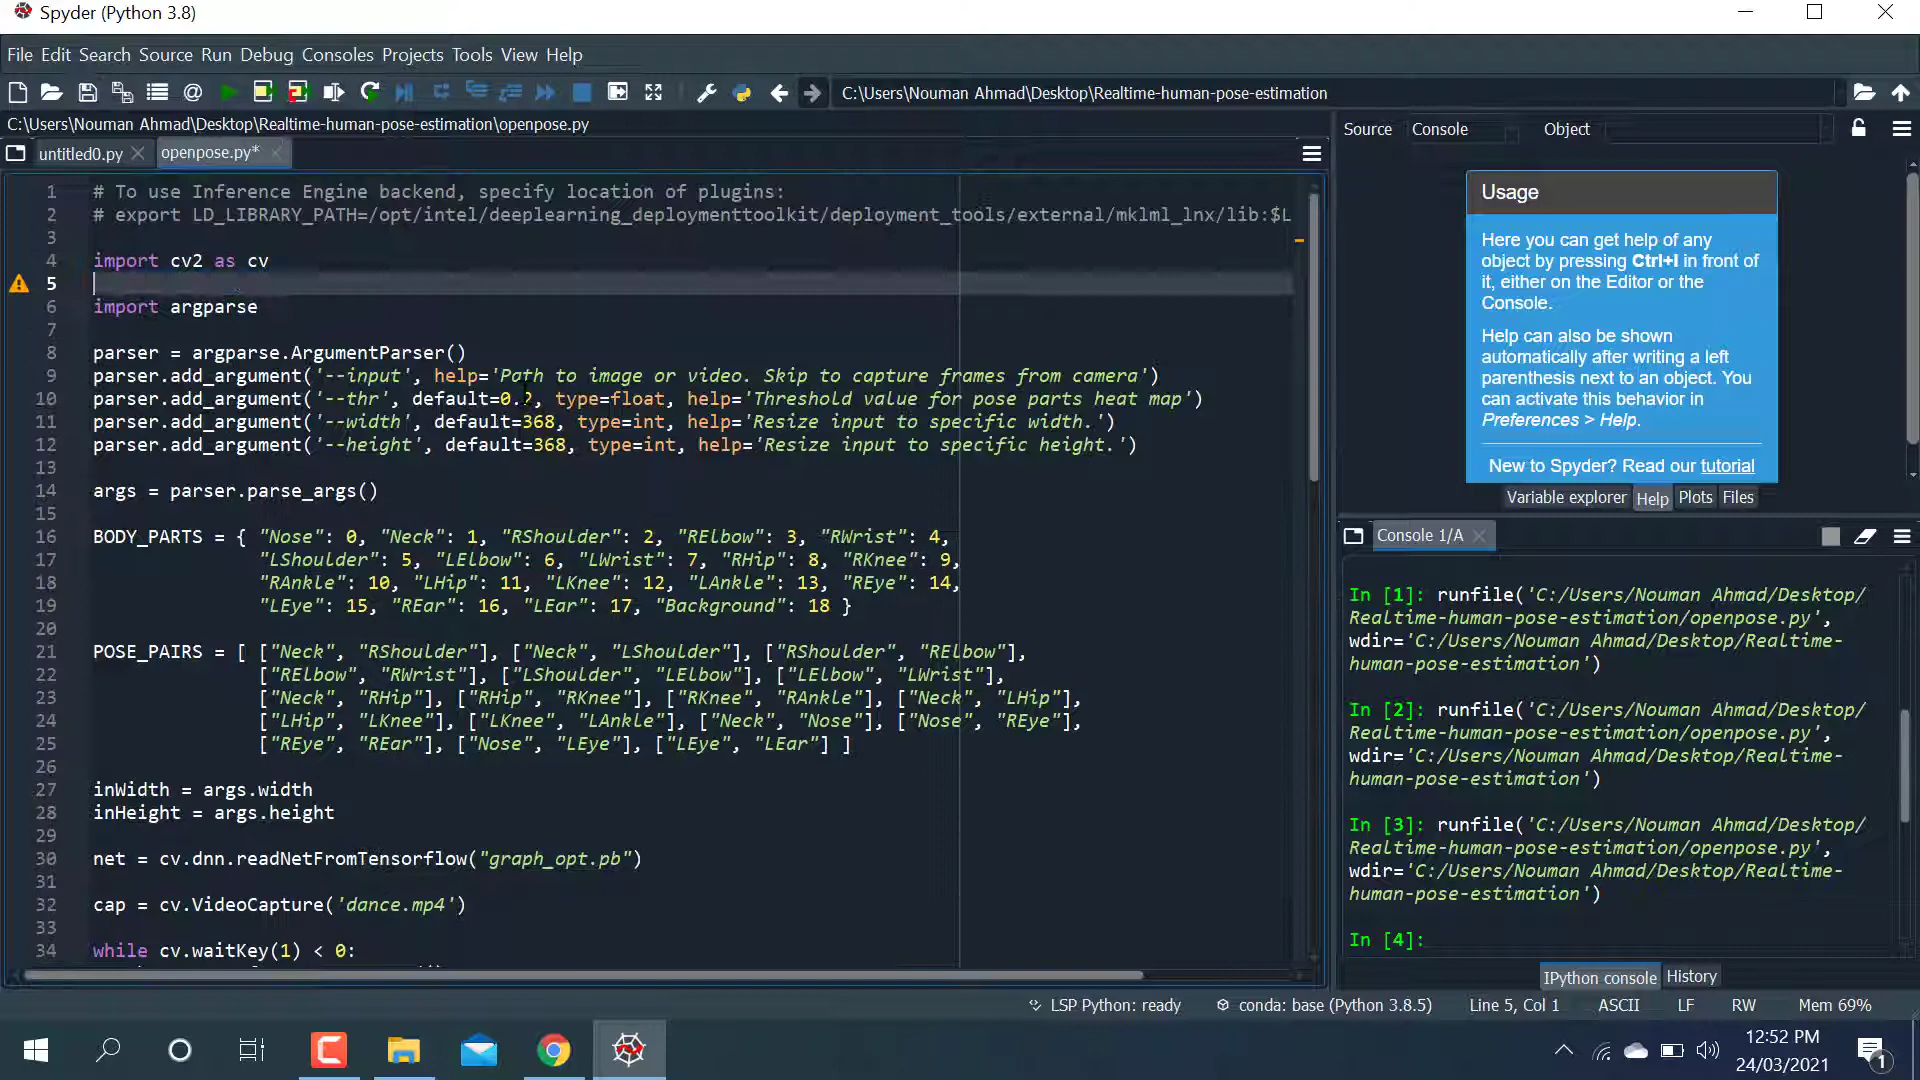 Spyder (Python 3.8)
File Edit Search Source Run Debug Consoles Projects Tools View Help
C:\Users\Nouman Ahmad\Desktop\Realtime-human-pose-estimation
C:\Users\Nouman Ahmad\Desktop\Realtime-human-pose-estimation\openpose.py
untitled0.py
openpose.py*
1 # To use Inference Engine backend, specify location of plugins:
2 # export LD_LIBRARY_PATH=/opt/intel/deeplearning_deploymenttoolkit/deployment_tools/external/mklml_lnx/lib:$L
3
4 import cv2 as cv
5
6 import argparse
7
8 parser = argparse.ArgumentParser()
9 parser.add_argument('--input', help='Path to image or video. Skip to capture frames from camera')
10 parser.add_argument('--thr', default=0.2, type=float, help='Threshold value for pose parts heat map')
11 parser.add_argument('--width', default=368, type=int, help='Resize input to specific width.')
12 parser.add_argument('--height', default=368, type=int, help='Resize input to specific height.')
13
14 args = parser.parse_args()
15
16 BODY_PARTS = { "Nose": 0, "Neck": 1, "RShoulder": 2, "RElbow": 3, "RWrist": 4,
17 "LShoulder": 5, "LElbow": 6, "LWrist": 7, "RHip": 8, "RKnee": 9,
18 "RAnkle": 10, "LHip": 11, "LKnee": 12, "LAnkle": 13, "REye": 14,
19 "LEye": 15, "REar": 16, "LEar": 17, "Background": 18 }
20
21 POSE_PAIRS = [ ["Neck", "RShoulder"], ["Neck", "LShoulder"], ["RShoulder", "RElbow"],
22 ["RElbow", "RWrist"], ["LShoulder", "LElbow"], ["LElbow", "LWrist"],
23 ["Neck", "RHip"], ["RHip", "RKnee"], ["RKnee", "RAnkle"], ["Neck", "LHip"],
24 ["LHip", "LKnee"], ["LKnee", "LAnkle"], ["Neck", "Nose"], ["Nose", "REye"],
25 ["REye", "REar"], ["Nose", "LEye"], ["LEye", "LEar"] ]
26
27 inWidth = args.width
28 inHeight = args.height
29
30 net = cv.dnn.readNetFromTensorflow("graph_opt.pb")
31
32 cap = cv.VideoCapture('dance.mp4')
33
34 while cv.waitKey(1) < 0:
Source Console Object
Usage
Here you can get help of any
object by pressing Ctrl+I in front of
it, either on the Editor or the
Console.
Help can also be shown
automatically after writing a left
parenthesis next to an object. You
can activate this behavior in
Preferences > Help.
New to Spyder? Read our tutorial
Variable explorer Help Plots Files
Console 1/A
In [1]: runfile('C:/Users/Nouman Ahmad/Desktop/
Realtime-human-pose-estimation/openpose.py',
wdir='C:/Users/Nouman Ahmad/Desktop/Realtime-
human-pose-estimation')
In [2]: runfile('C:/Users/Nouman Ahmad/Desktop/
Realtime-human-pose-estimation/openpose.py',
wdir='C:/Users/Nouman Ahmad/Desktop/Realtime-
human-pose-estimation')
In [3]: runfile('C:/Users/Nouman Ahmad/Desktop/
Realtime-human-pose-estimation/openpose.py',
wdir='C:/Users/Nouman Ahmad/Desktop/Realtime-
human-pose-estimation')
In [4]:
IPython console History
LSP Python: ready conda: base (Python 3.8.5) Line 5, Col 1 ASCII LF RW Mem 69%
12:52 PM
24/03/2021
1